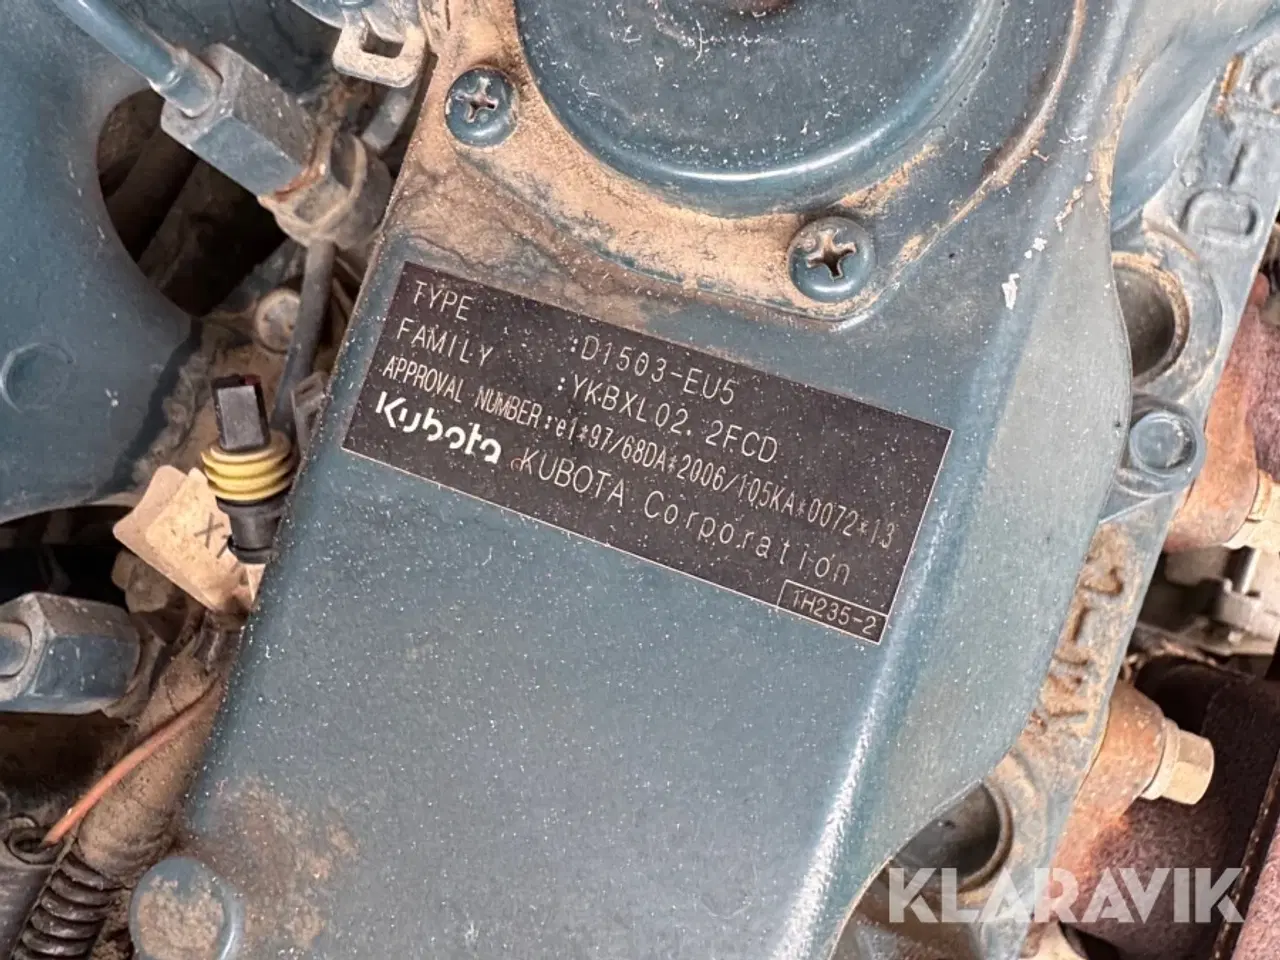 TYPE :D1503-EU5
FAMILY :YKBXL02.2FCD
APPROVAL NUMBER:e1*97/68DA*2006/105KA*0072*13
Kubota KUBOTA Corporation
TH235-2
KLARAVIK